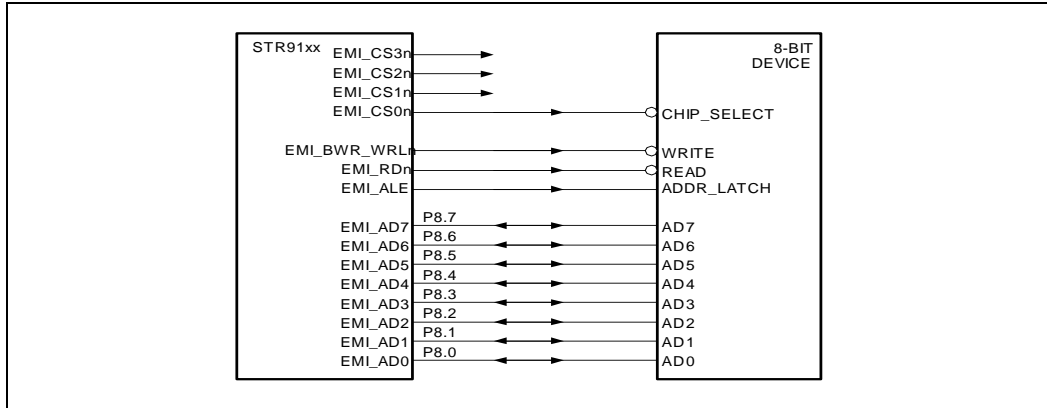 STR91xx
EMI_CS3n
EMI_CS2n
EMI_CS1n
EMI_CS0n
EMI_BWR_WRLn
EMI_RDn
EMI_ALE
EMI_AD7 P8.7
EMI_AD6 P8.6
EMI_AD5 P8.5
EMI_AD4 P8.4
EMI_AD3 P8.3
EMI_AD2 P8.2
EMI_AD1 P8.1
EMI_AD0 P8.0
8-BIT
DEVICE
CHIP_SELECT
WRITE
READ
ADDR_LATCH
AD7
AD6
AD5
AD4
AD3
AD2
AD1
AD0